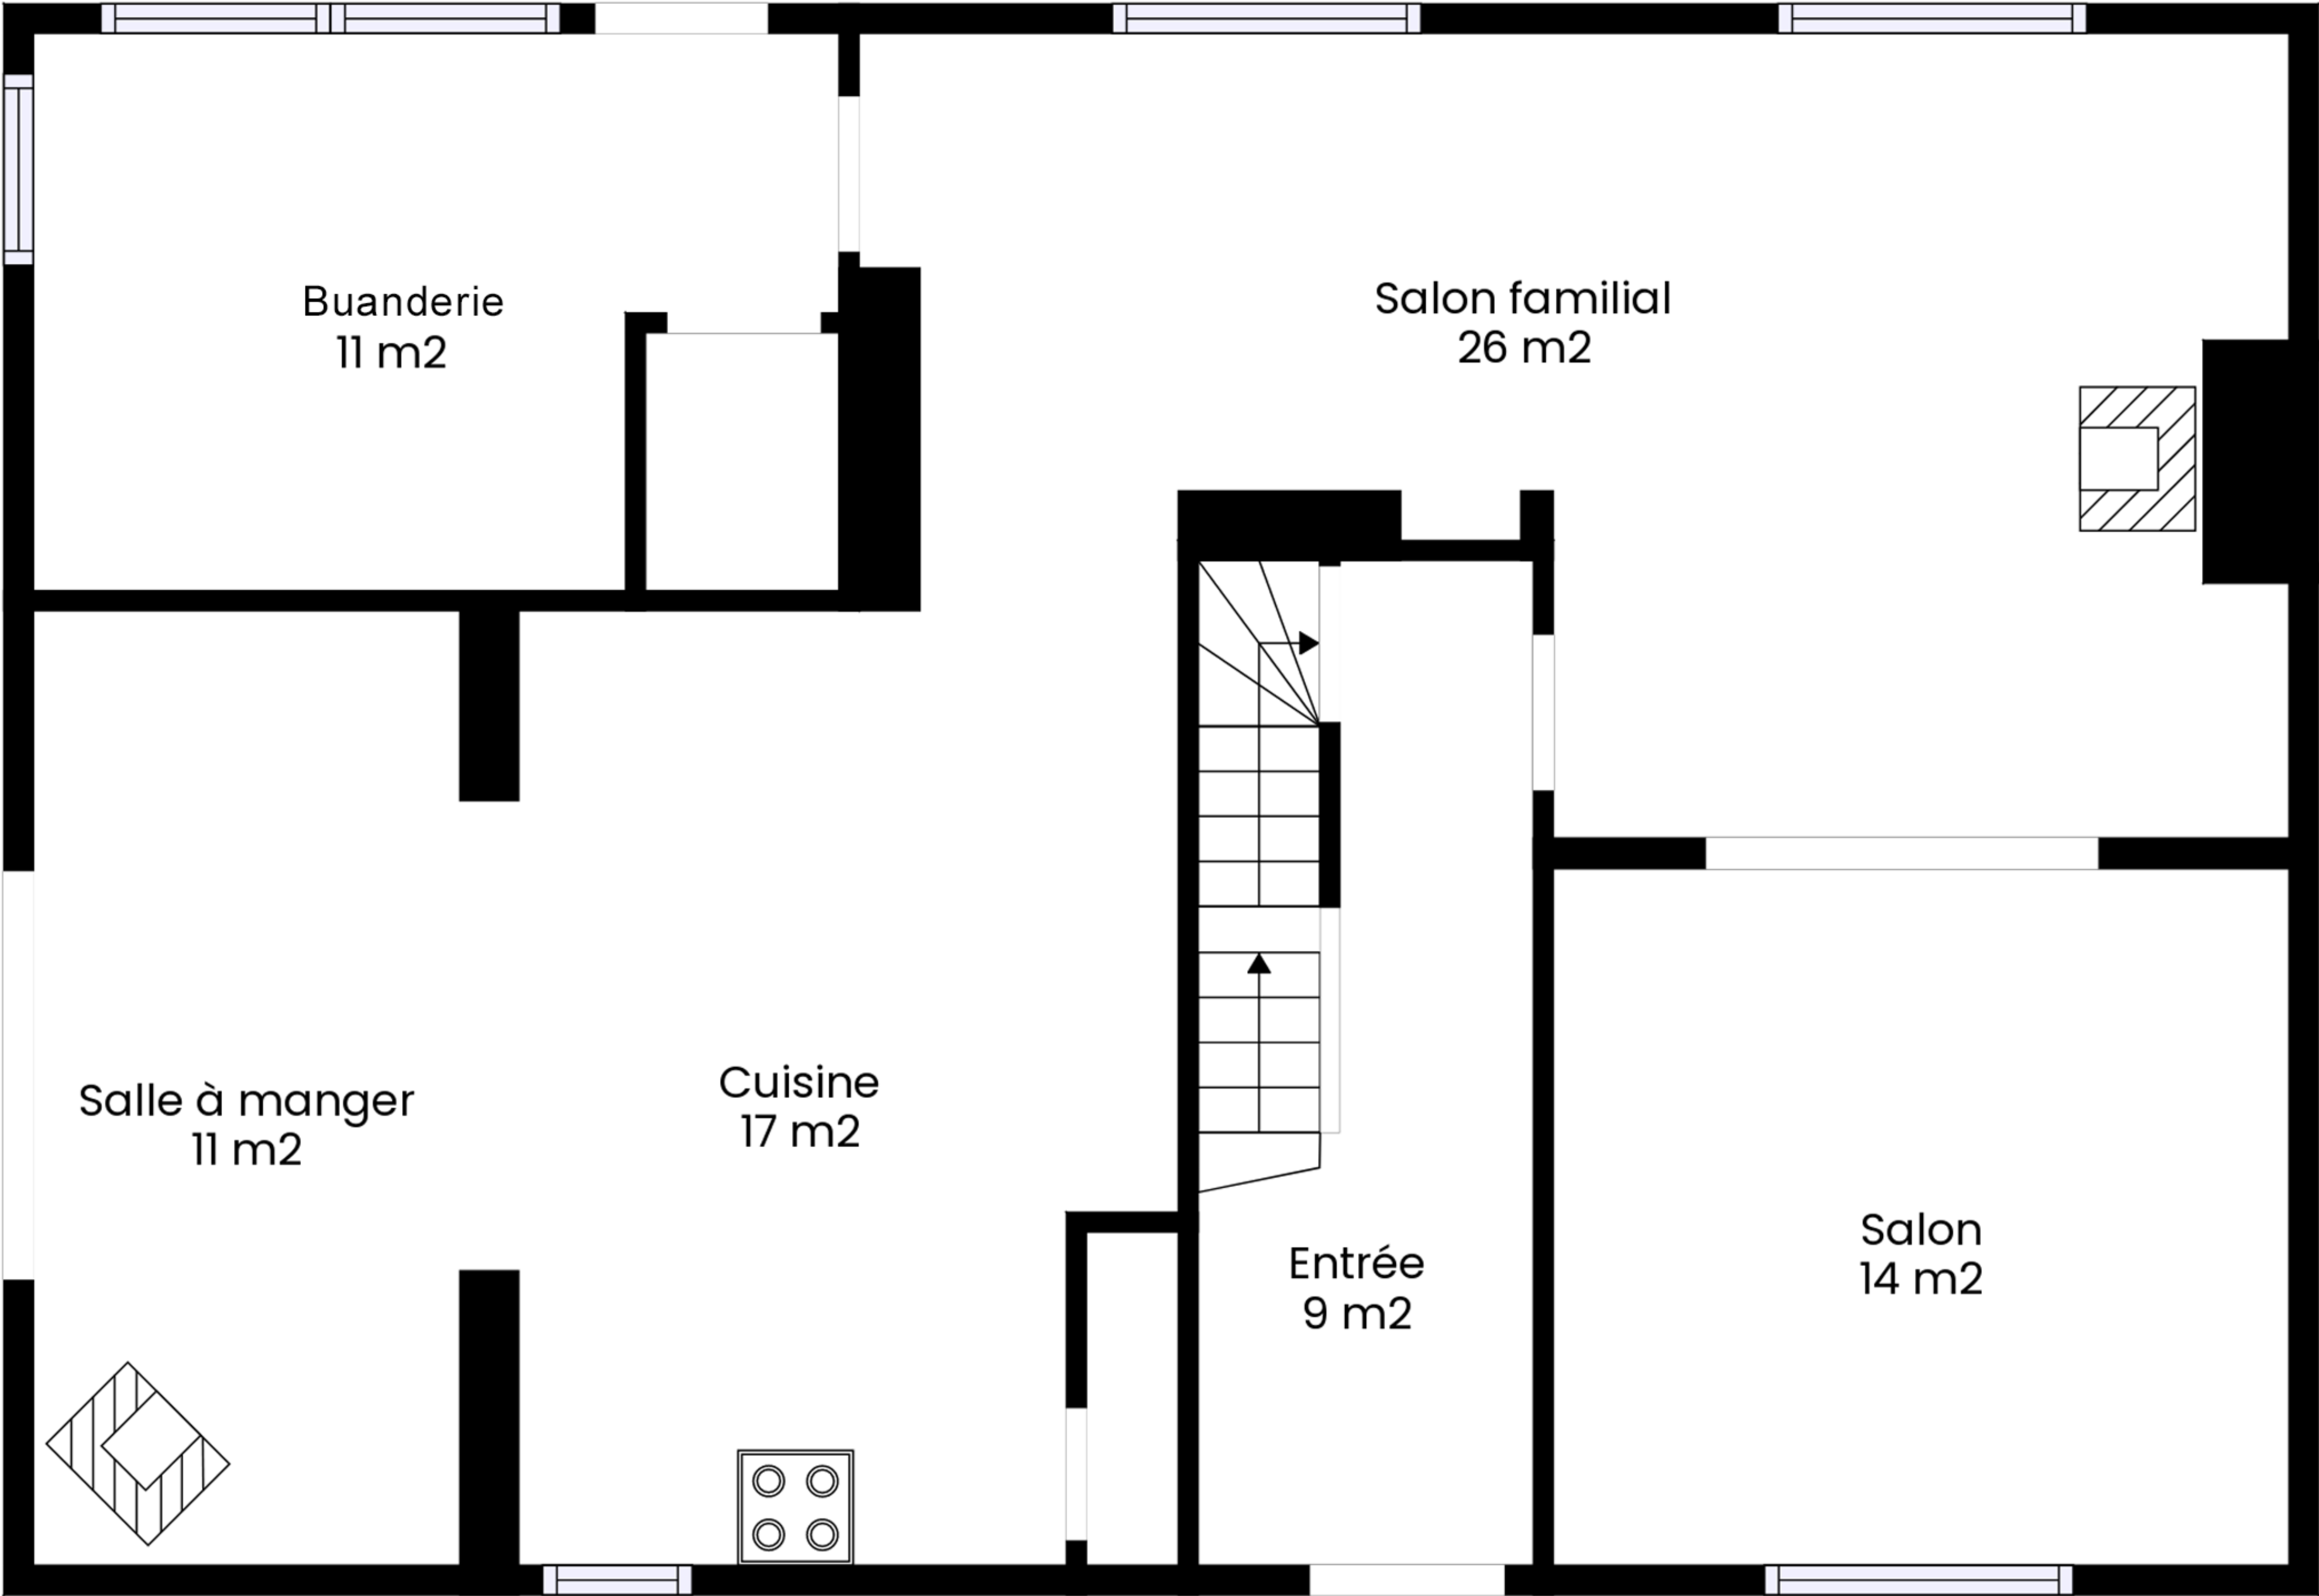 Buanderie
11 m2
Salon familial
26 m2
Salle à manger
11 m2
Cuisine
17 m2
Entrée
9 m2
Salon
14 m2